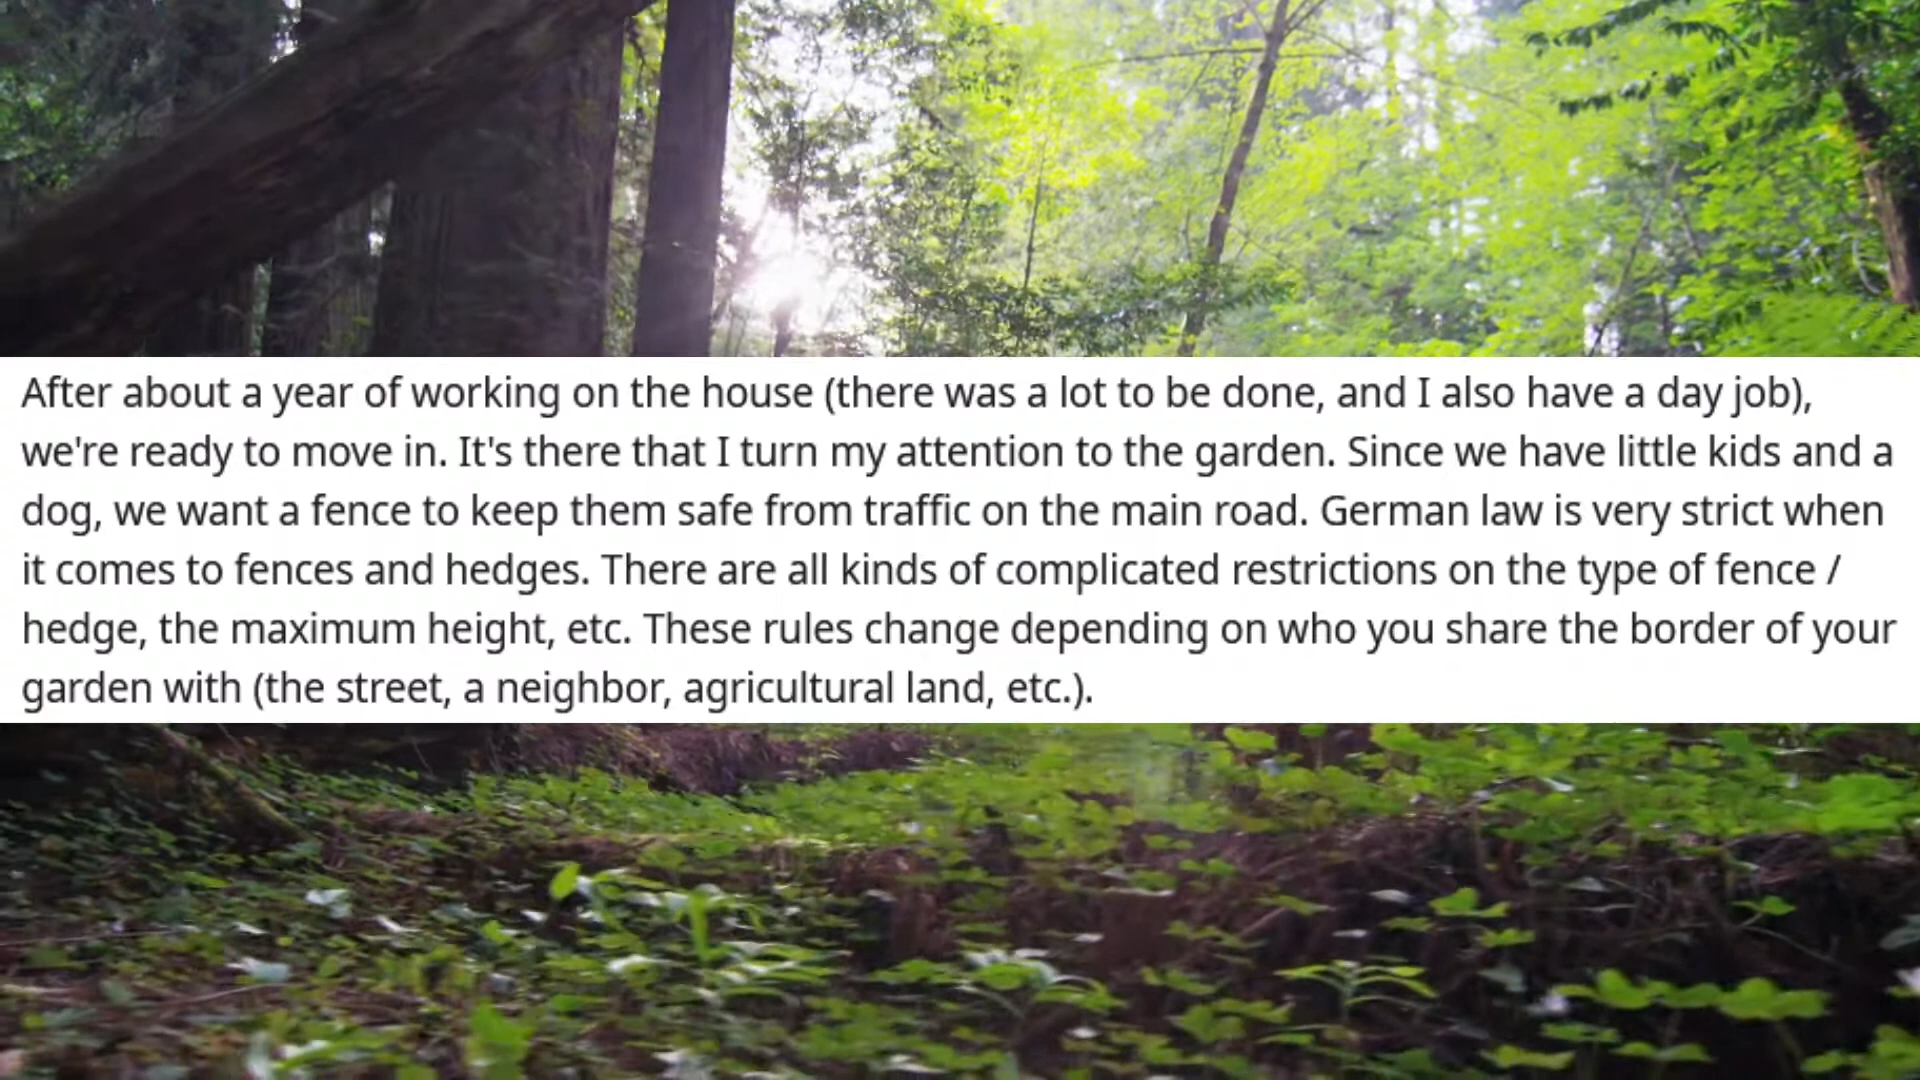 After about a year of working on the house (there was a lot to be done, and I also have a day job),
we're ready to move in. It's there that I turn my attention to the garden. Since we have little kids and a
dog, we want a fence to keep them safe from traffic on the main road. German law is very strict when
it comes to fences and hedges. There are all kinds of complicated restrictions on the type of fence /
hedge, the maximum height, etc. These rules change depending on who you share the border of your
garden with (the street, a neighbor, agricultural land, etc.).